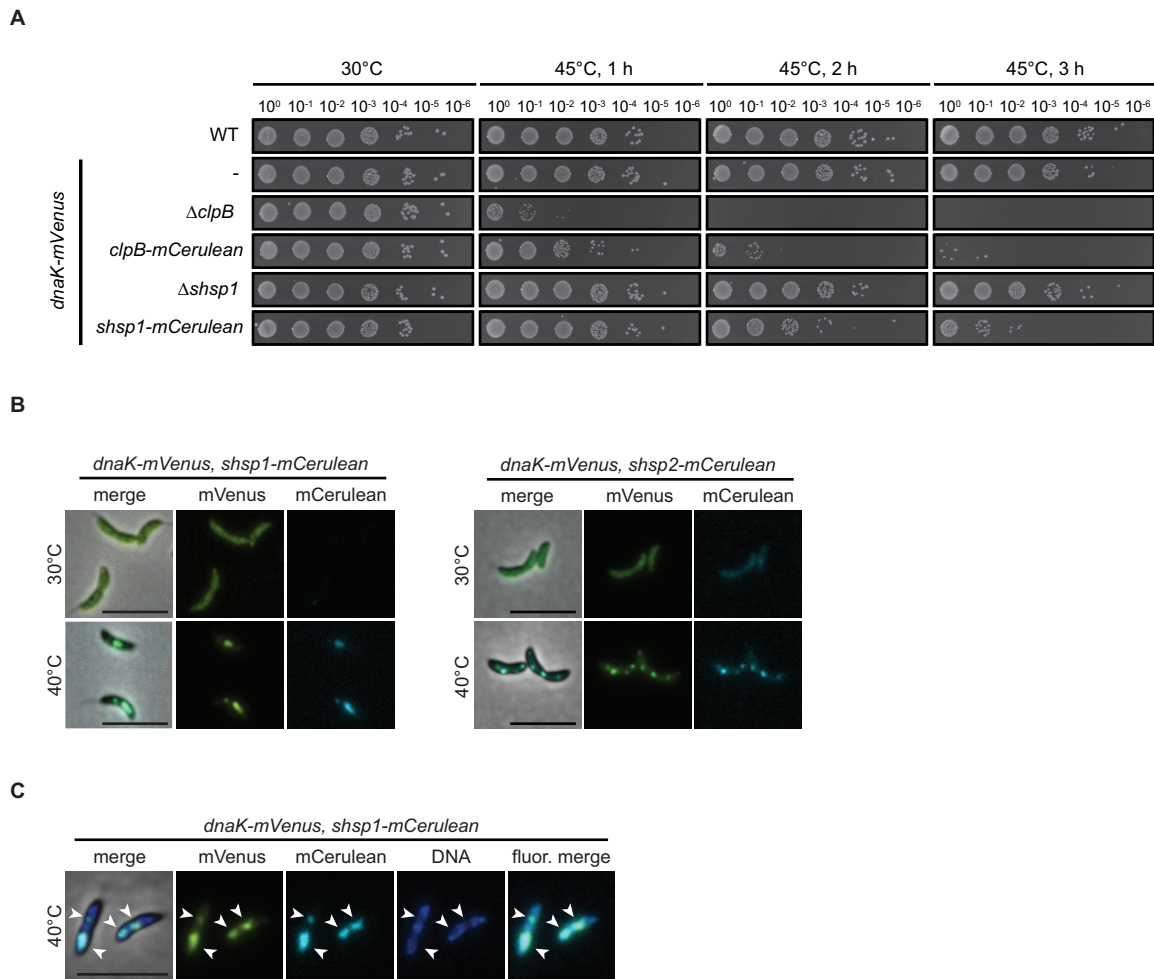 A
30°C 45°C, 1 h 45°C, 2 h 45°C, 3 h
10⁰ 10⁻¹ 10⁻² 10⁻³ 10⁻⁴ 10⁻⁵ 10⁻⁶ 10⁰ 10⁻¹ 10⁻² 10⁻³ 10⁻⁴ 10⁻⁵ 10⁻⁶ 10⁰ 10⁻¹ 10⁻² 10⁻³ 10⁻⁴ 10⁻⁵ 10⁻⁶ 10⁰ 10⁻¹ 10⁻² 10⁻³ 10⁻⁴ 10⁻⁵ 10⁻⁶
WT
dnaK-mVenus
-
ΔclpB
clpB-mCerulean
Δshsp1
shsp1-mCerulean
B
dnaK-mVenus, shsp1-mCerulean
merge mVenus mCerulean
30°C
40°C
dnaK-mVenus, shsp2-mCerulean
merge mVenus mCerulean
30°C
40°C
C
dnaK-mVenus, shsp1-mCerulean
merge mVenus mCerulean DNA fluor. merge
40°C